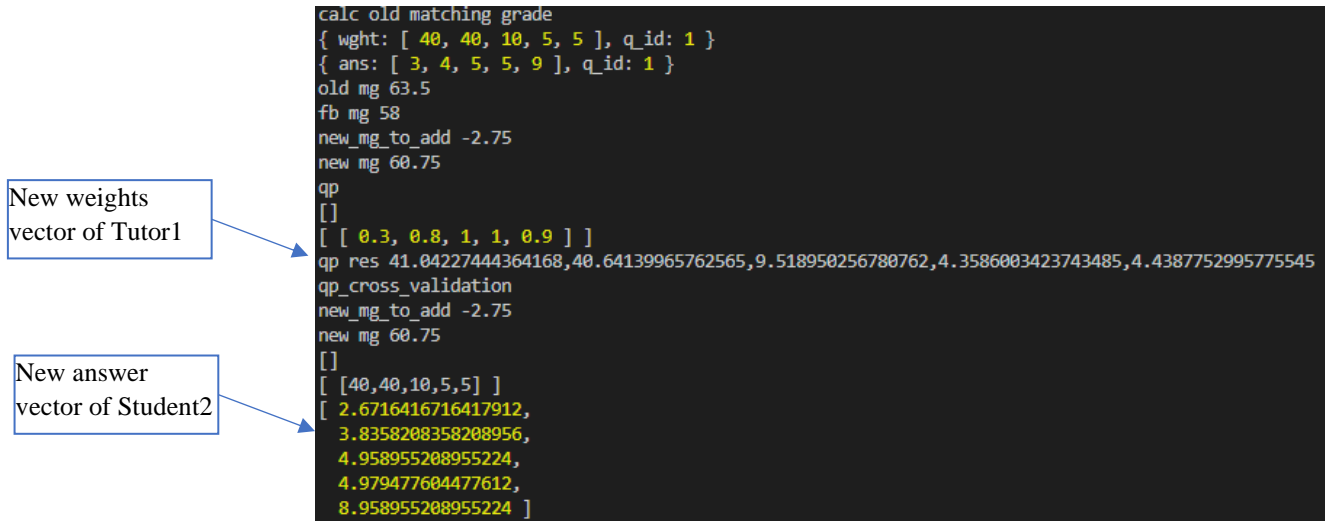 calc old matching grade
{ wght: [ 40, 40, 10, 5, 5 ], q_id: 1 }
{ ans: [ 3, 4, 5, 5, 9 ], q_id: 1 }
old mg 63.5
fb mg 58
new_mg_to_add -2.75
new mg 60.75
qp
[]
[ [ 0.3, 0.8, 1, 1, 0.9 ] ]
New weights
vector of Tutor1
qp res 41.04227444364168,40.64139965762565,9.518950256780762,4.3586003423743485,4.4387752995775545
qp_cross_validation
new_mg_to_add -2.75
new mg 60.75
[]
[ [40,40,10,5,5] ]
New answer
vector of Student2
[ 2.6716416716417912,
3.8358208358208956,
4.958955208955224,
4.979477604477612,
8.958955208955224 ]